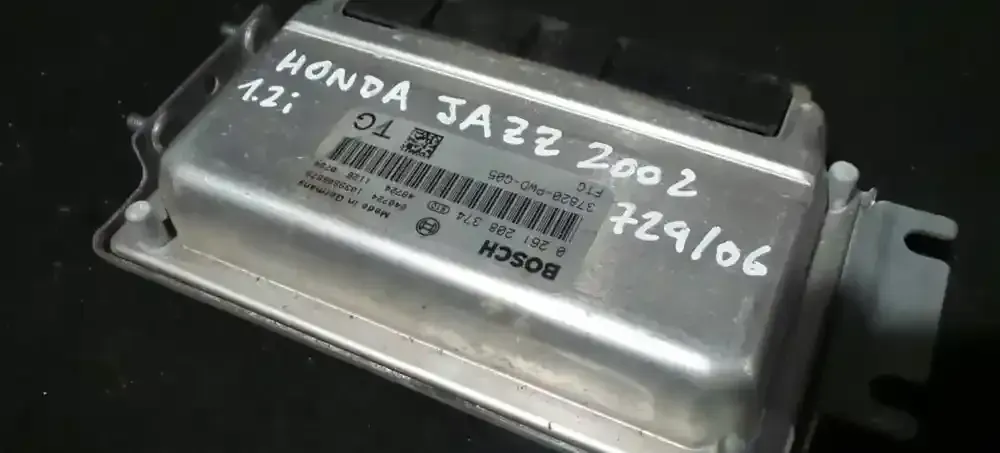 HONDA JAZZ 2002
1.2i
729/06
BOSCH
0 261 208 374
37820-PWD-G05
FTG
TG
Made in Germany